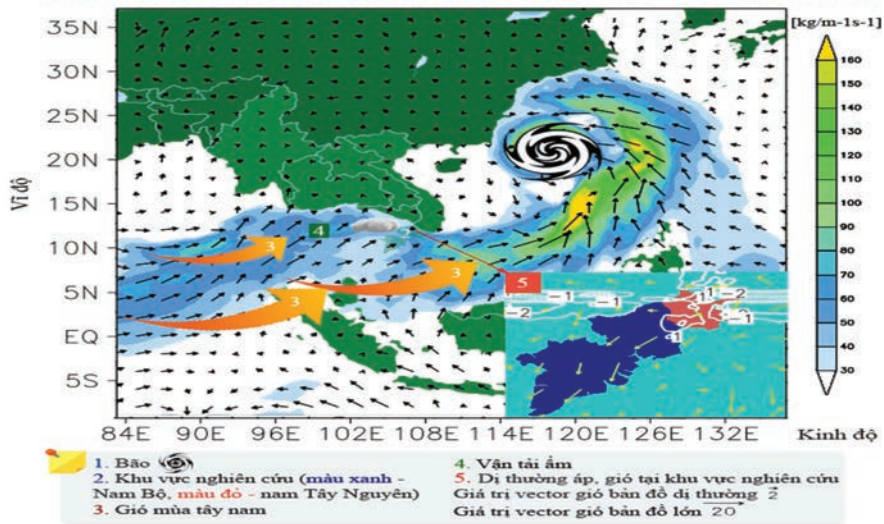 [kg/m-1s-1]
35N
30N
25N
20N
15N
10N
5N
EQ
5S
Vĩ độ
160
150
140
130
120
110
100
90
80
70
60
50
40
30
4
3
3
3
5
-1
-1
1
1
-2
-2
-1
-1
84E 90E 96E 102E 108E 114E 120E 126E 132E Kinh độ
1. Bão
2. Khu vực nghiên cứu (màu xanh -
Nam Bộ, màu đỏ - nam Tây Nguyên)
3. Gió mùa tây nam
4. Vận tải ẩm
5. Dị thường áp, gió tại khu vực nghiên cứu
Giá trị vector gió bản đồ dị thường 2
Giá trị vector gió bản đồ lớn 20